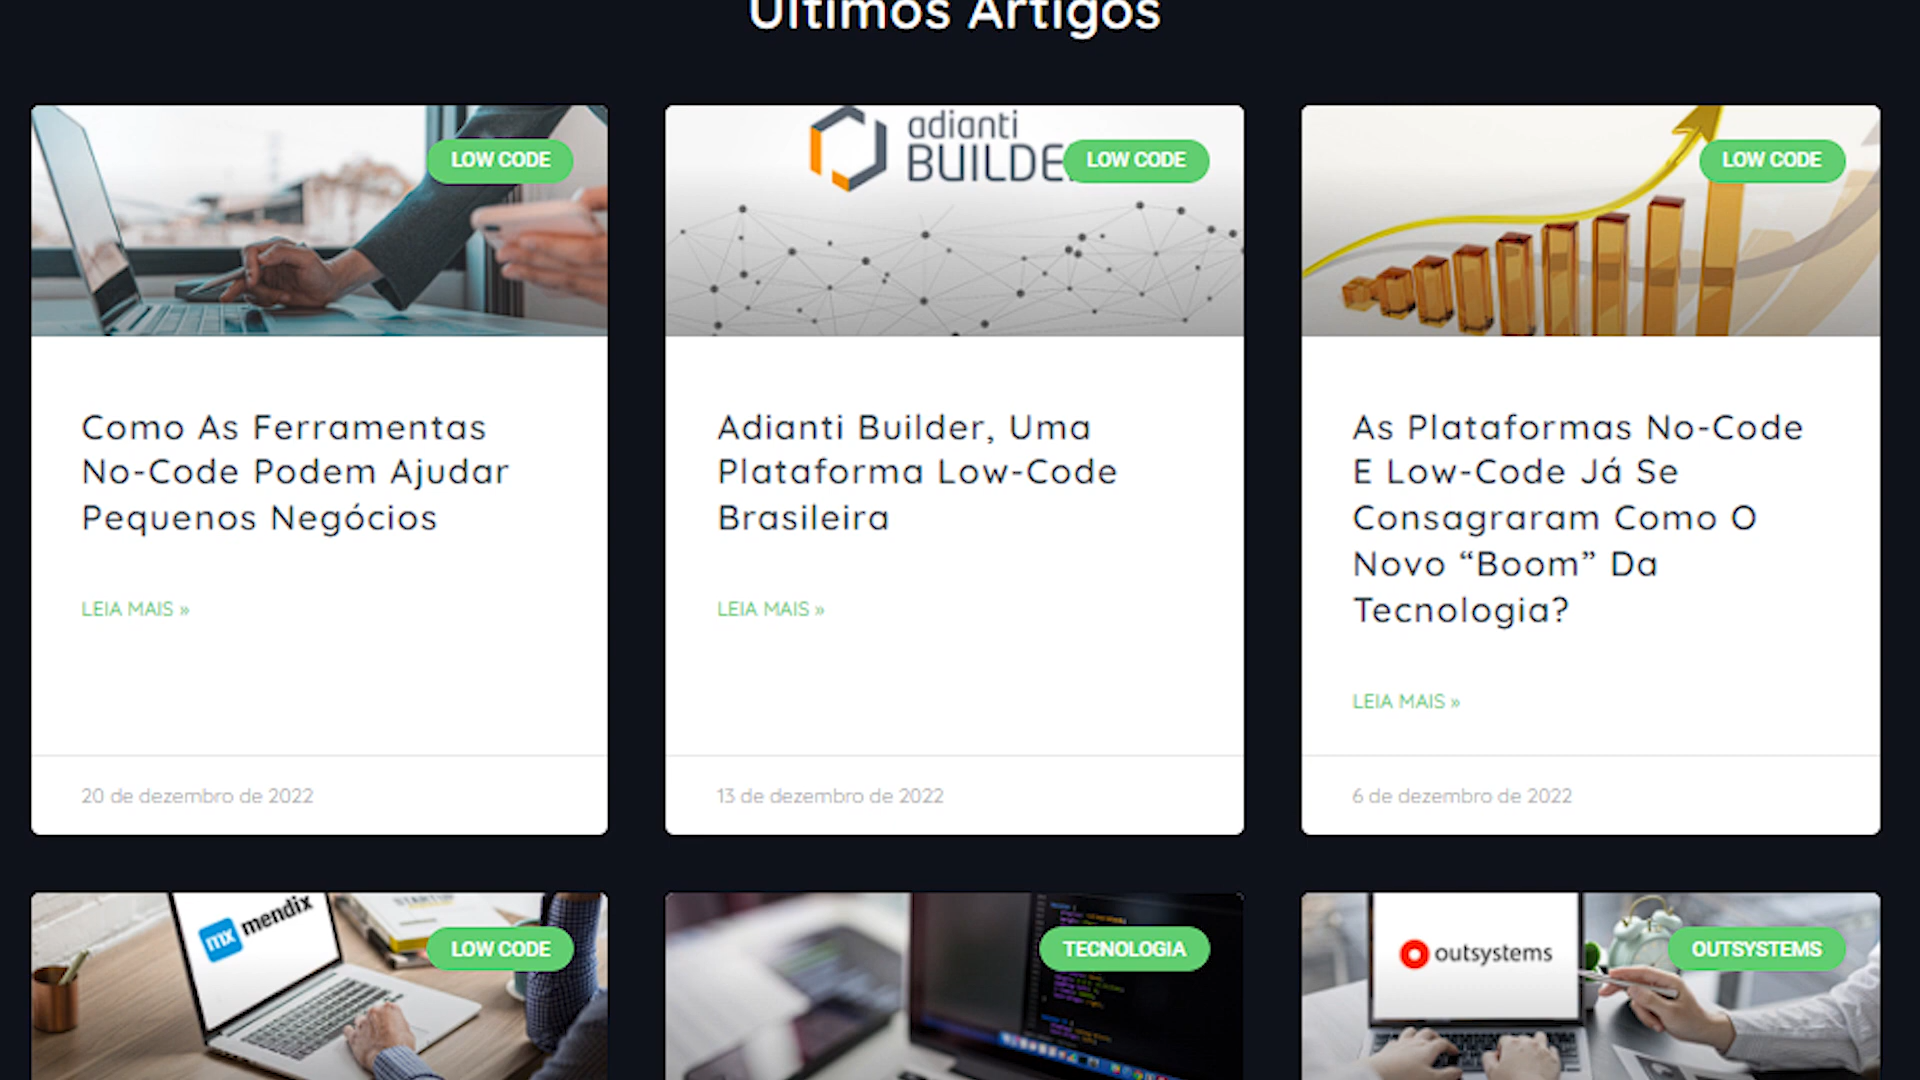 Últimos Artigos
LOW CODE
adianti
BUILDE
LOW CODE
LOW CODE
Como As Ferramentas
No-Code Podem Ajudar
Pequenos Negócios
LEIA MAIS »
20 de dezembro de 2022
Adianti Builder, Uma
Plataforma Low-Code
Brasileira
LEIA MAIS »
13 de dezembro de 2022
As Plataformas No-Code
E Low-Code Já Se
Consagraram Como O
Novo “Boom” Da
Tecnologia?
LEIA MAIS »
6 de dezembro de 2022
mx mendix
LOW CODE
TECNOLOGIA
outsystems
OUTSYSTEMS